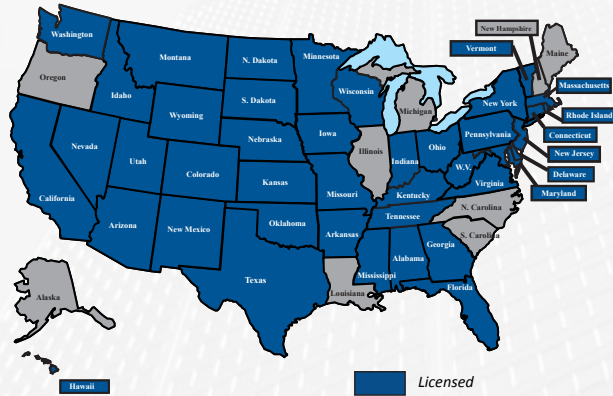 Washington
Montana
N. Dakota
Minnesota
New Hampshire
Vermont
Maine
Oregon
Idaho
Wyoming
S. Dakota
Wisconsin
Michigan
New York
Massachusetts
Rhode Island
Connecticut
Nevada
Utah
Colorado
Nebraska
Iowa
Illinois
Indiana
Ohio
Pennsylvania
New Jersey
Delaware
Maryland
California
Arizona
New Mexico
Kansas
Missouri
Kentucky
W.V.
Virginia
Oklahoma
Arkansas
Tennessee
N. Carolina
S. Carolina
Texas
Louisiana
Mississippi
Alabama
Georgia
Florida
Alaska
Hawaii
Licensed